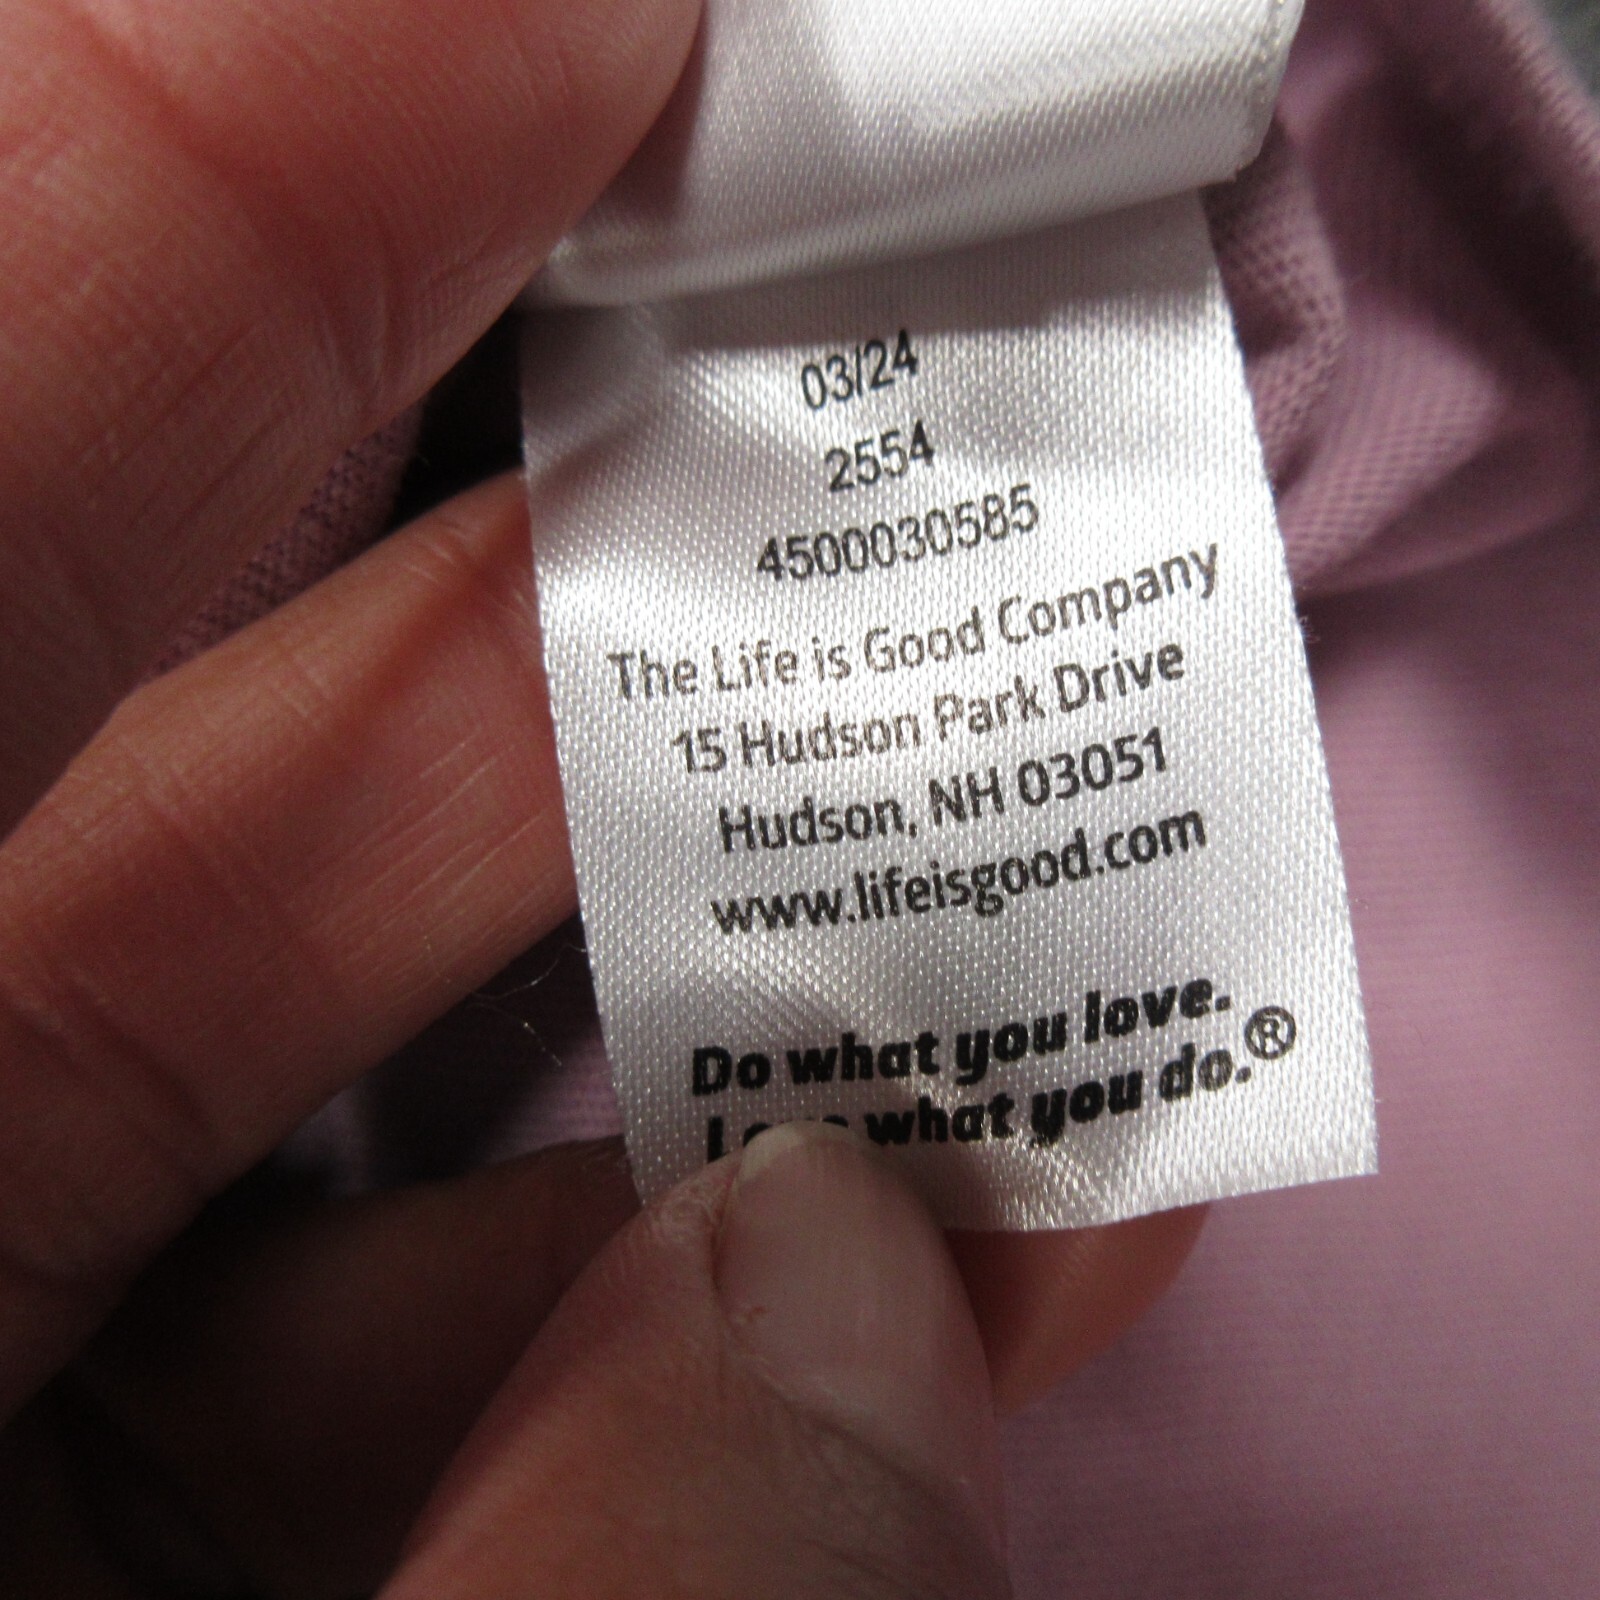 03/24
2554
4500030585
The Life is Good Company
15 Hudson Park Drive
Hudson, NH 03051
www.lifeisgood.com
Do what you love.
Love what you do.®